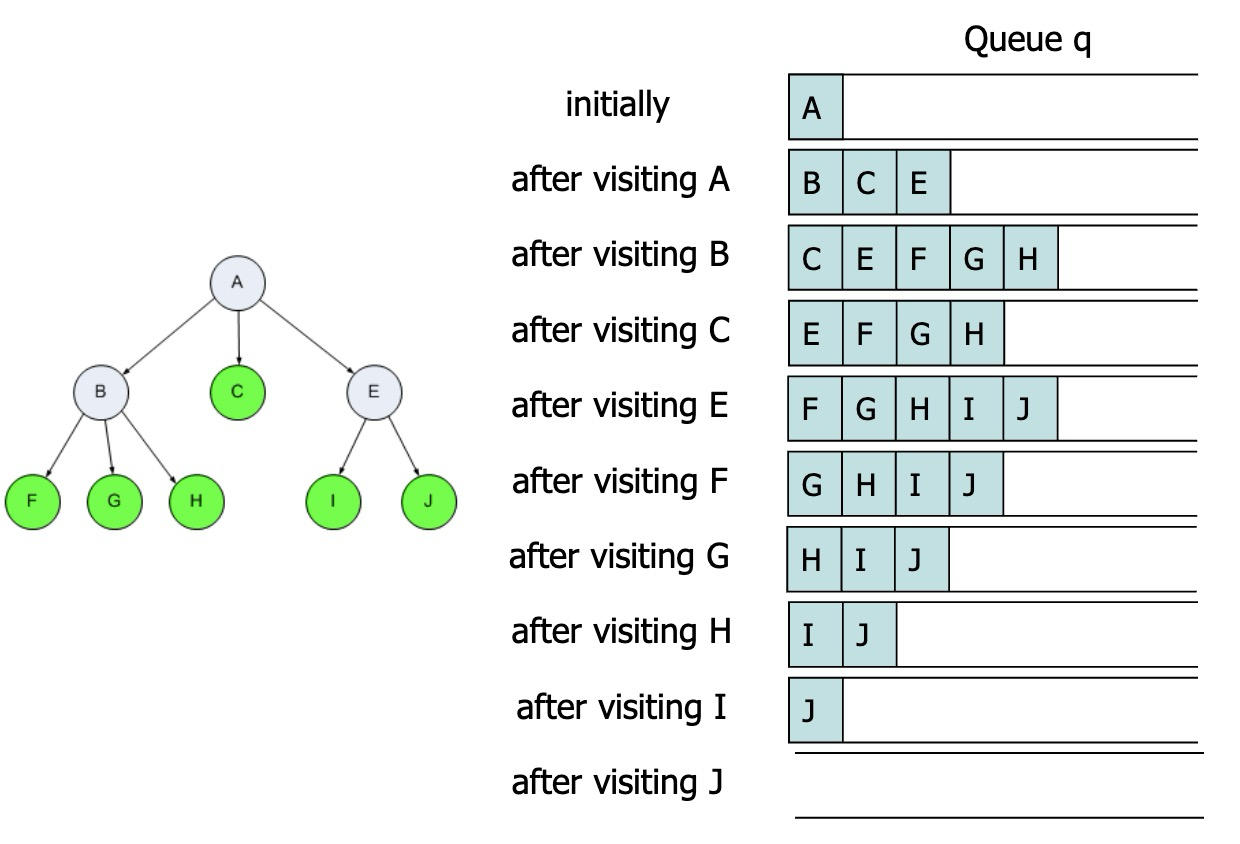 Queue q
initially A
after visiting A B C E
after visiting B C E F G H
after visiting C E F G H
after visiting E F G H I J
after visiting F G H I J
after visiting G H I J
after visiting H I J
after visiting I J
after visiting J
A
B C E
F G H I J